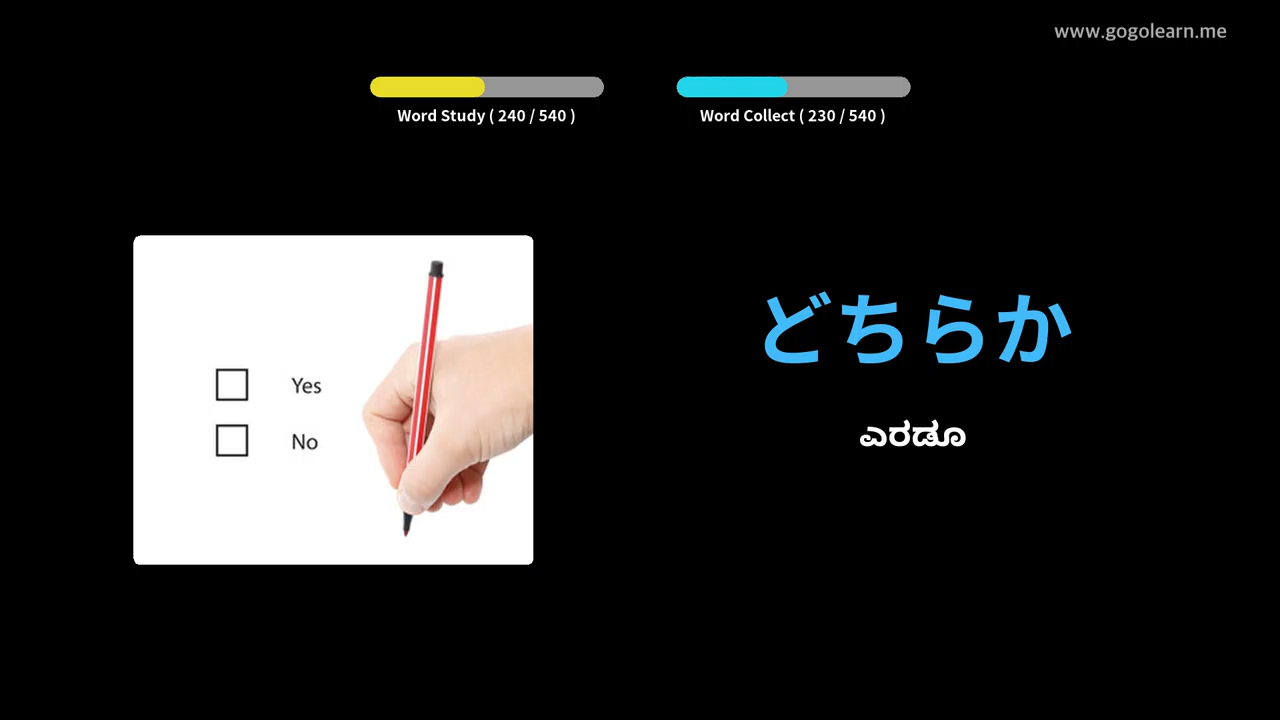 www.gogolearn.me
Word Study ( 240 / 540 )
Word Collect ( 230 / 540 )
Yes
No
どちらか
ಎರಡೂ